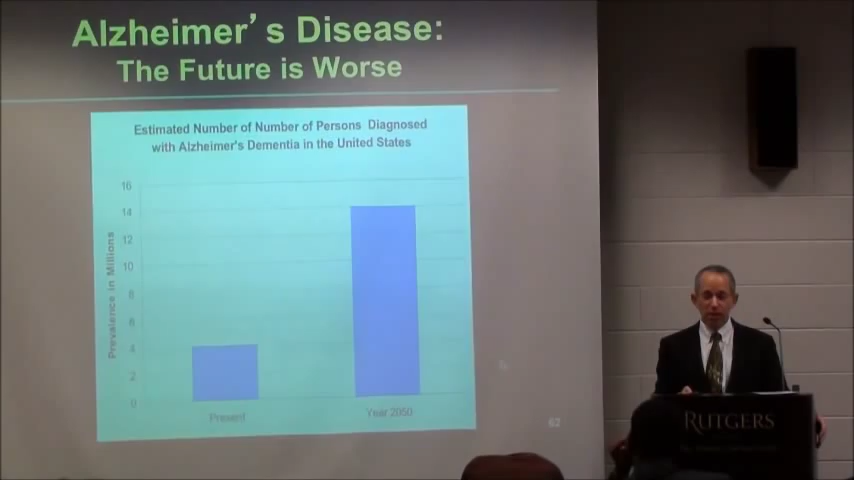 Alzheimer's Disease:
The Future is Worse
Estimated Number of Number of Persons Diagnosed
with Alzheimer's Dementia in the United States
Prevalence in Millions
16
14
12
10
8
6
4
2
0
Present
Year 2050
62
RUTGERS